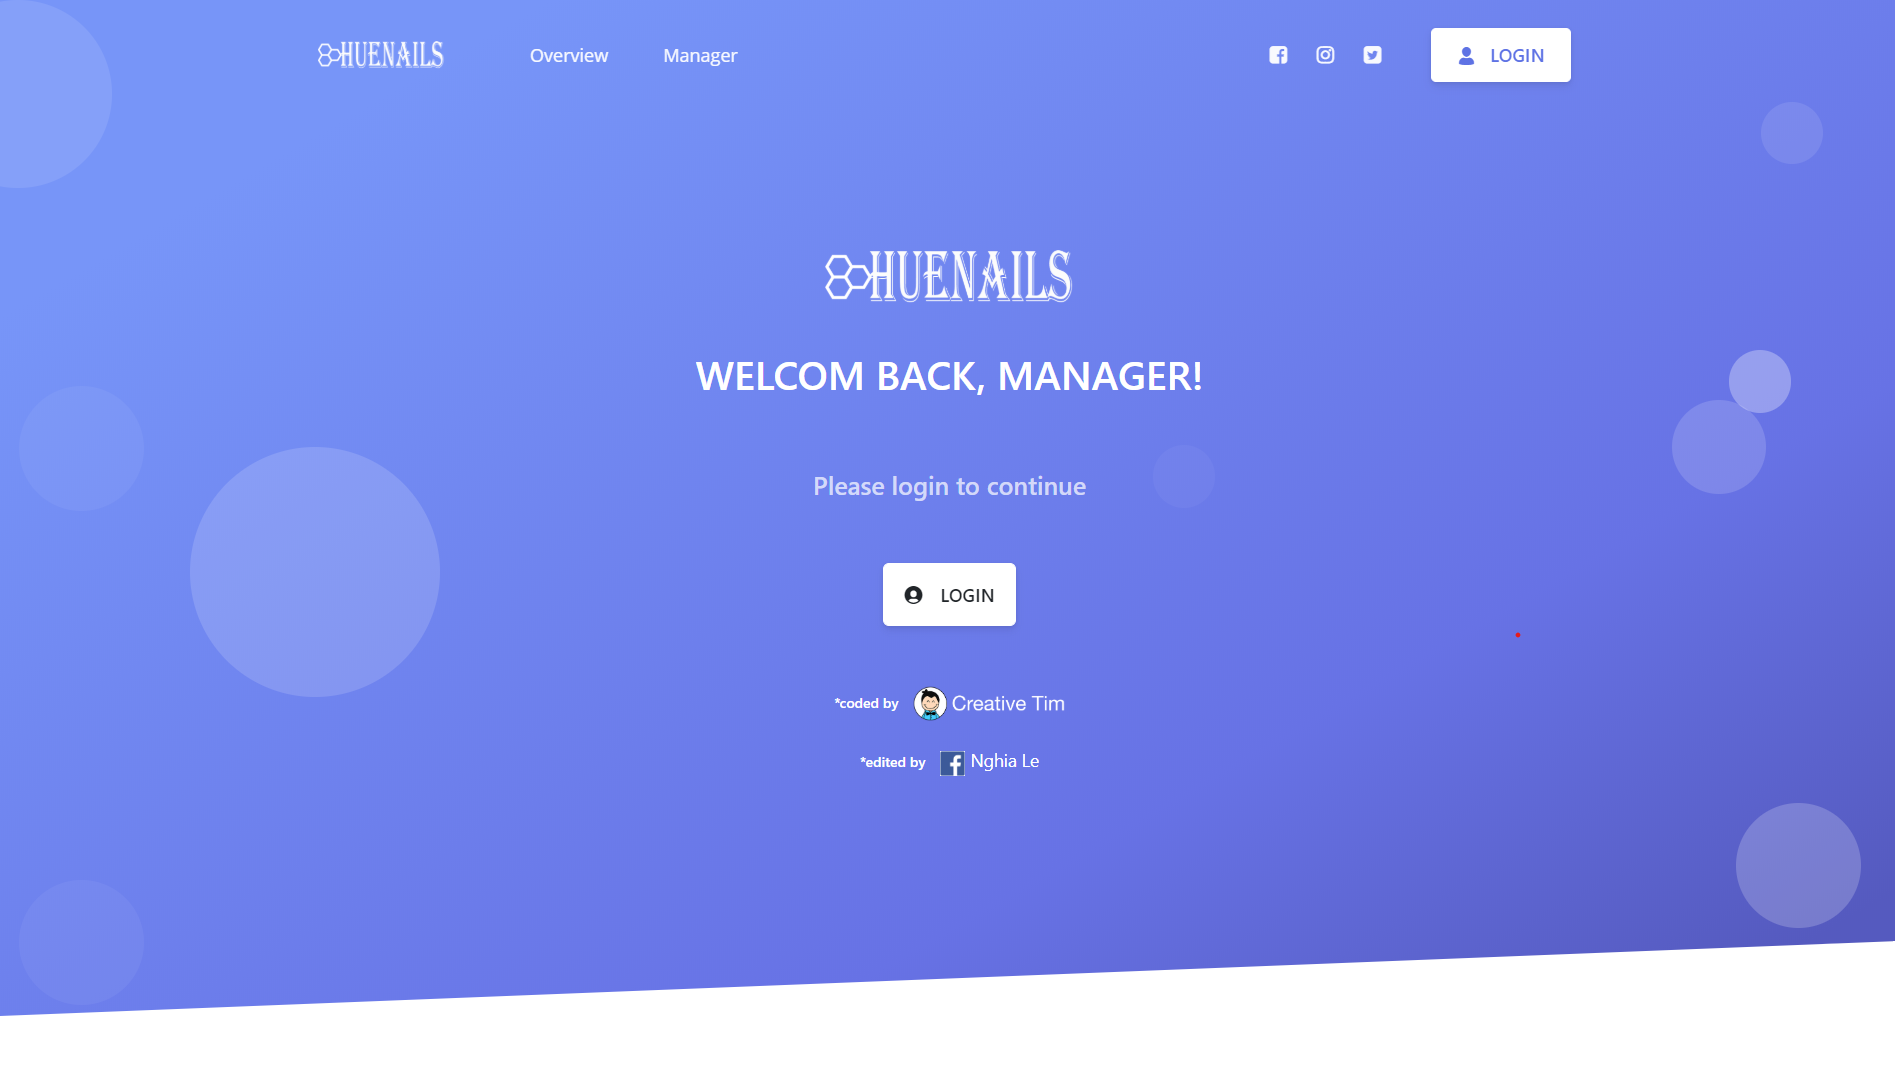 HUENAILS Overview Manager LOGIN
HUENAILS
WELCOM BACK, MANAGER!
Please login to continue
LOGIN
*coded by Creative Tim
*edited by Nghia Le